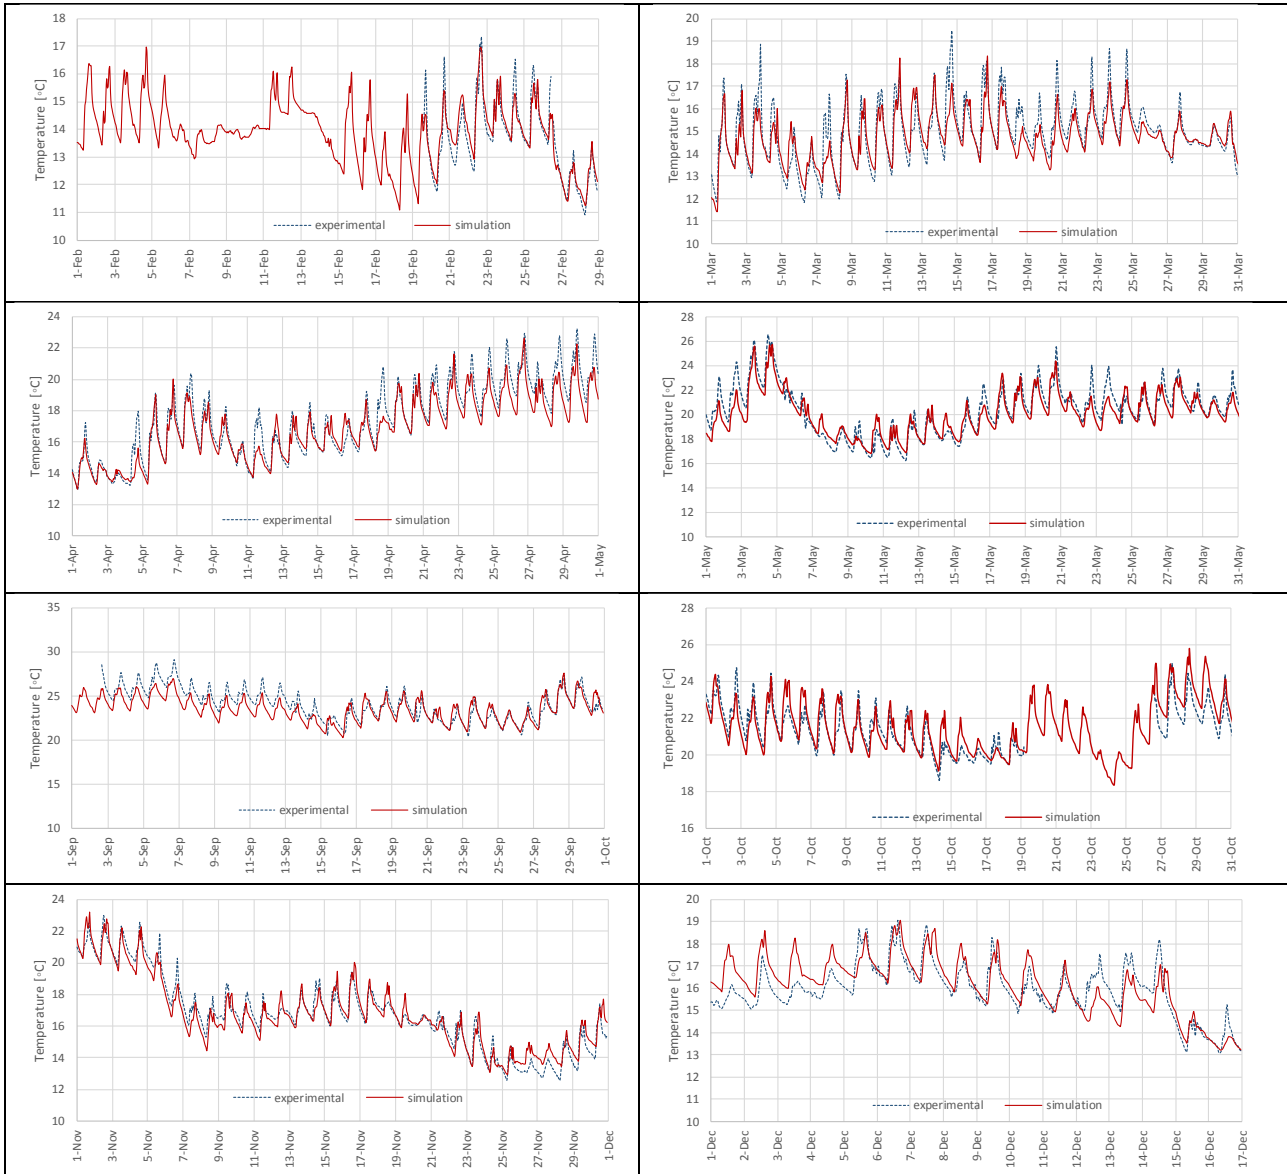 18
17
16
15
14
13
12
11
10
Temperature [°C]
experimental
simulation
1-Feb
3-Feb
5-Feb
7-Feb
9-Feb
11-Feb
13-Feb
15-Feb
17-Feb
19-Feb
21-Feb
23-Feb
25-Feb
27-Feb
29-Feb
20
19
18
17
16
15
14
13
12
11
10
Temperature [°C]
experimental
simulation
1-Mar
3-Mar
5-Mar
7-Mar
9-Mar
11-Mar
13-Mar
15-Mar
17-Mar
19-Mar
21-Mar
23-Mar
25-Mar
27-Mar
29-Mar
31-Mar
24
22
20
18
16
14
12
10
Temperature [°C]
experimental
simulation
1-Apr
3-Apr
5-Apr
7-Apr
9-Apr
11-Apr
13-Apr
15-Apr
17-Apr
19-Apr
21-Apr
23-Apr
25-Apr
27-Apr
29-Apr
1-May
28
26
24
22
20
18
16
14
12
10
Temperature [°C]
experimental
simulation
1-May
3-May
5-May
7-May
9-May
11-May
13-May
15-May
17-May
19-May
21-May
23-May
25-May
27-May
29-May
31-May
35
30
25
20
15
10
Temperature [°C]
experimental
simulation
1-Sep
3-Sep
5-Sep
7-Sep
9-Sep
11-Sep
13-Sep
15-Sep
17-Sep
19-Sep
21-Sep
23-Sep
25-Sep
27-Sep
29-Sep
1-Oct
28
26
24
22
20
18
16
Temperature [°C]
experimental
simulation
1-Oct
3-Oct
5-Oct
7-Oct
9-Oct
11-Oct
13-Oct
15-Oct
17-Oct
19-Oct
21-Oct
23-Oct
25-Oct
27-Oct
29-Oct
31-Oct
24
22
20
18
16
14
12
10
Temperature [°C]
experimental
simulation
1-Nov
3-Nov
5-Nov
7-Nov
9-Nov
11-Nov
13-Nov
15-Nov
17-Nov
19-Nov
21-Nov
23-Nov
25-Nov
27-Nov
29-Nov
1-Dec
20
19
18
17
16
15
14
13
12
11
10
Temperature [°C]
experimental
simulation
1-Dec
2-Dec
3-Dec
4-Dec
5-Dec
6-Dec
7-Dec
8-Dec
9-Dec
10-Dec
11-Dec
12-Dec
13-Dec
14-Dec
15-Dec
16-Dec
17-Dec